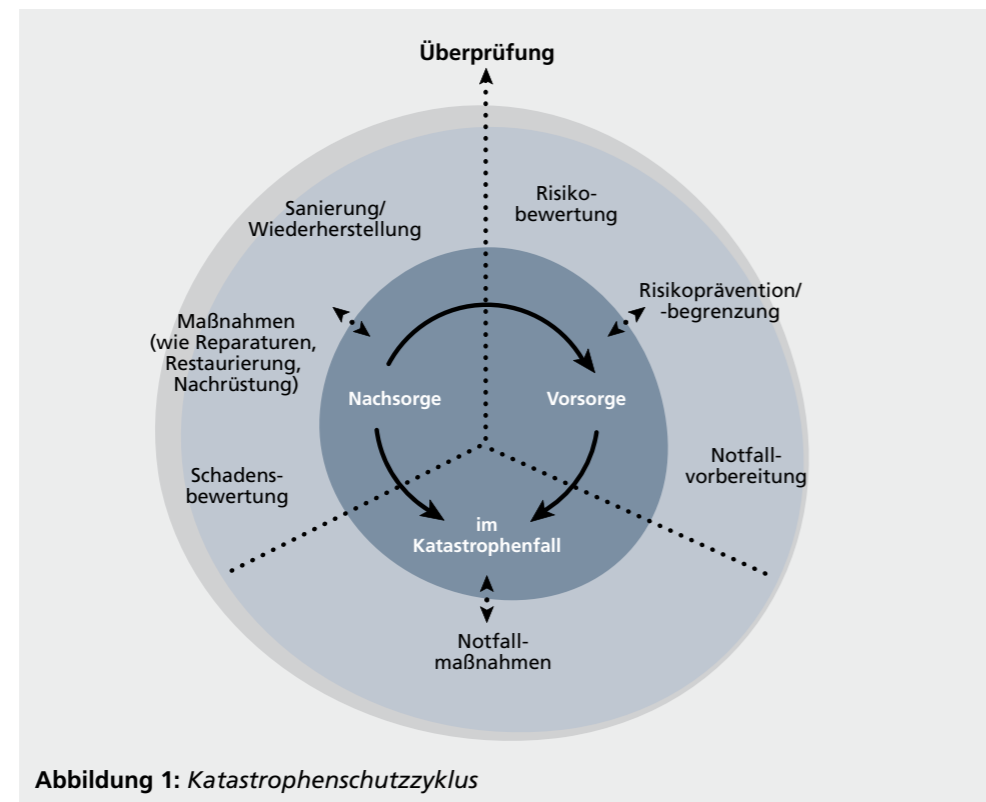 Überprüfung
Risiko-
bewertung
Sanierung/
Wiederherstellung
Risikoprävention/
-begrenzung
Maßnahmen
(wie Reparaturen,
Restaurierung,
Nachrüstung)
Nachsorge
Vorsorge
Notfall-
vorbereitung
Schadens-
bewertung
im
Katastrophenfall
Notfall-
maßnahmen
Abbildung 1: Katastrophenschutzzyklus